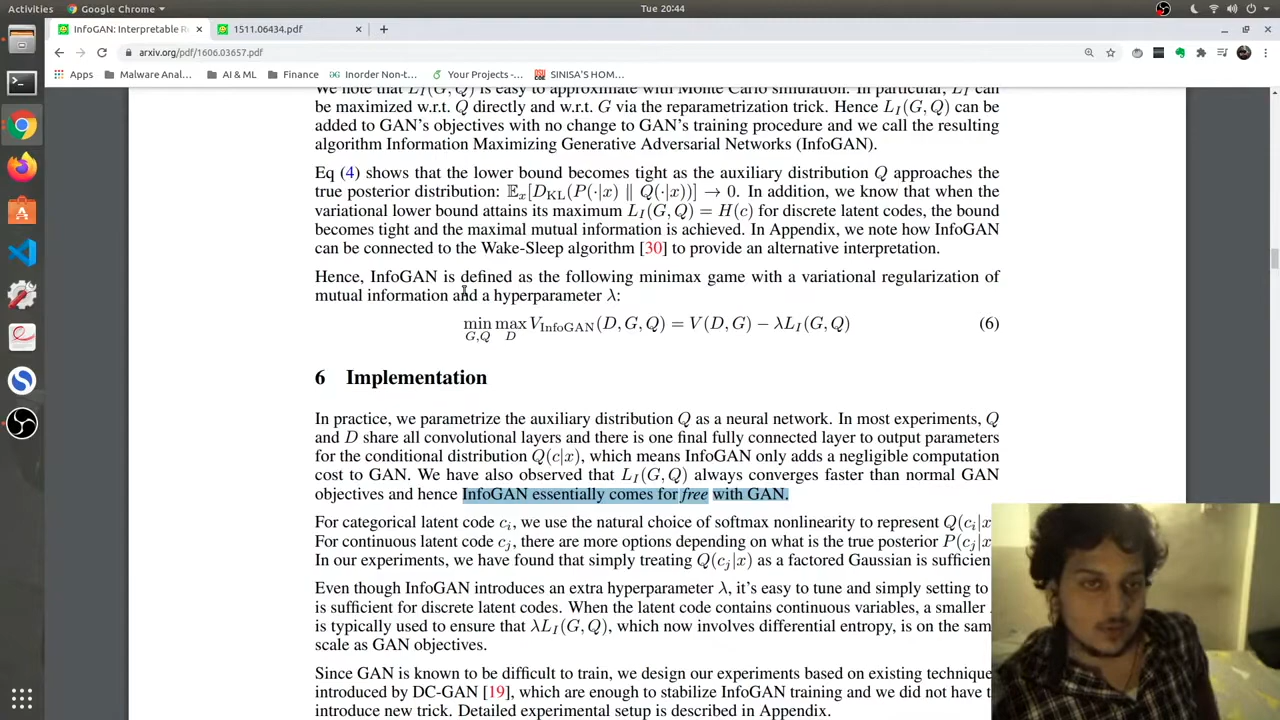 Activities
Google Chrome
Tue 20:44
InfoGAN: Interpretable R
1511.06434.pdf
arxiv.org/pdf/1606.03657.pdf
Apps
Malware Anal…
AI & ML
Finance
Inorder Non-t…
Your Projects -…
SINISA'S HOM…
We note that L_I(G, Q) is easy to approximate with Monte Carlo simulation. In particular, L_I can
be maximized w.r.t. Q directly and w.r.t. G via the reparametrization trick. Hence L_I(G, Q) can be
added to GAN's objectives with no change to GAN's training procedure and we call the resulting
algorithm Information Maximizing Generative Adversarial Networks (InfoGAN).
Eq (4) shows that the lower bound becomes tight as the auxiliary distribution Q approaches the
true posterior distribution: 𝔼_x[D_KL(P(·|x) ∥ Q(·|x))] → 0. In addition, we know that when the
variational lower bound attains its maximum L_I(G, Q) = H(c) for discrete latent codes, the bound
becomes tight and the maximal mutual information is achieved. In Appendix, we note how InfoGAN
can be connected to the Wake-Sleep algorithm [30] to provide an alternative interpretation.
Hence, InfoGAN is defined as the following minimax game with a variational regularization of
mutual information and a hyperparameter λ:
min_{G,Q} max_D V_InfoGAN(D, G, Q) = V(D, G) − λL_I(G, Q) (6)
6 Implementation
In practice, we parametrize the auxiliary distribution Q as a neural network. In most experiments, Q
and D share all convolutional layers and there is one final fully connected layer to output parameters
for the conditional distribution Q(c|x), which means InfoGAN only adds a negligible computation
cost to GAN. We have also observed that L_I(G, Q) always converges faster than normal GAN
objectives and hence InfoGAN essentially comes for free with GAN.
For categorical latent code c_i, we use the natural choice of softmax nonlinearity to represent Q(c_i|x
For continuous latent code c_j, there are more options depending on what is the true posterior P(c_j|x
In our experiments, we have found that simply treating Q(c_j|x) as a factored Gaussian is sufficien
Even though InfoGAN introduces an extra hyperparameter λ, it's easy to tune and simply setting to
is sufficient for discrete latent codes. When the latent code contains continuous variables, a smaller
is typically used to ensure that λL_I(G, Q), which now involves differential entropy, is on the sam
scale as GAN objectives.
Since GAN is known to be difficult to train, we design our experiments based on existing technique
introduced by DC-GAN [19], which are enough to stabilize InfoGAN training and we did not have t
introduce new trick. Detailed experimental setup is described in Appendix.